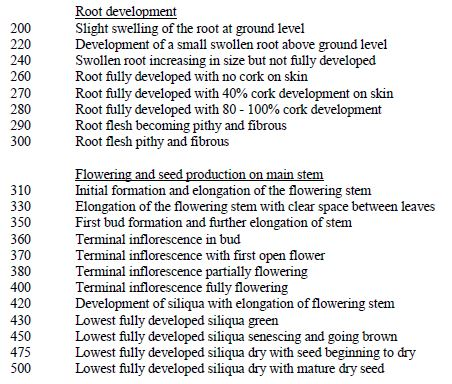 Root development
200 Slight swelling of the root at ground level
220 Development of a small swollen root above ground level
240 Swollen root increasing in size but not fully developed
260 Root fully developed with no cork on skin
270 Root fully developed with 40% cork development on skin
280 Root fully developed with 80 - 100% cork development
290 Root flesh becoming pithy and fibrous
300 Root flesh pithy and fibrous
Flowering and seed production on main stem
310 Initial formation and elongation of the flowering stem
330 Elongation of the flowering stem with clear space between leaves
350 First bud formation and further elongation of stem
360 Terminal inflorescence in bud
370 Terminal inflorescence with first open flower
380 Terminal inflorescence partially flowering
400 Terminal inflorescence fully flowering
420 Development of siliqua with elongation of flowering stem
430 Lowest fully developed siliqua green
450 Lowest fully developed siliqua senescing and going brown
475 Lowest fully developed siliqua dry with seed beginning to dry
500 Lowest fully developed siliqua dry with mature dry seed